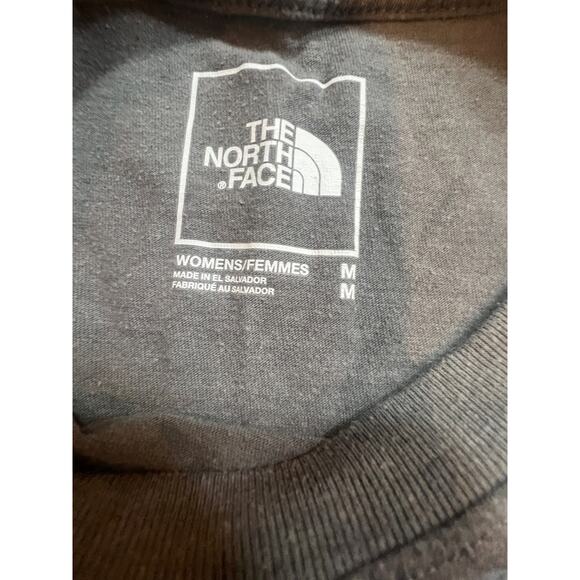 THE
NORTH
® FACE
WOMENS/FEMMES M
MADE IN EL SALVADOR
FABRIQUÉ AU SALVADOR M